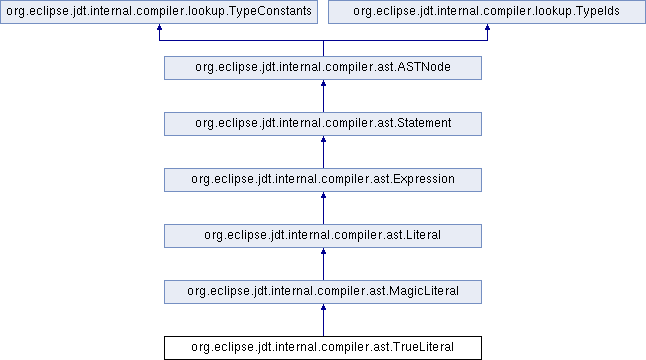 org.eclipse.jdt.internal.compiler.lookup.TypeConstants
org.eclipse.jdt.internal.compiler.lookup.TypeIds
org.eclipse.jdt.internal.compiler.ast.ASTNode
org.eclipse.jdt.internal.compiler.ast.Statement
org.eclipse.jdt.internal.compiler.ast.Expression
org.eclipse.jdt.internal.compiler.ast.Literal
org.eclipse.jdt.internal.compiler.ast.MagicLiteral
org.eclipse.jdt.internal.compiler.ast.TrueLiteral